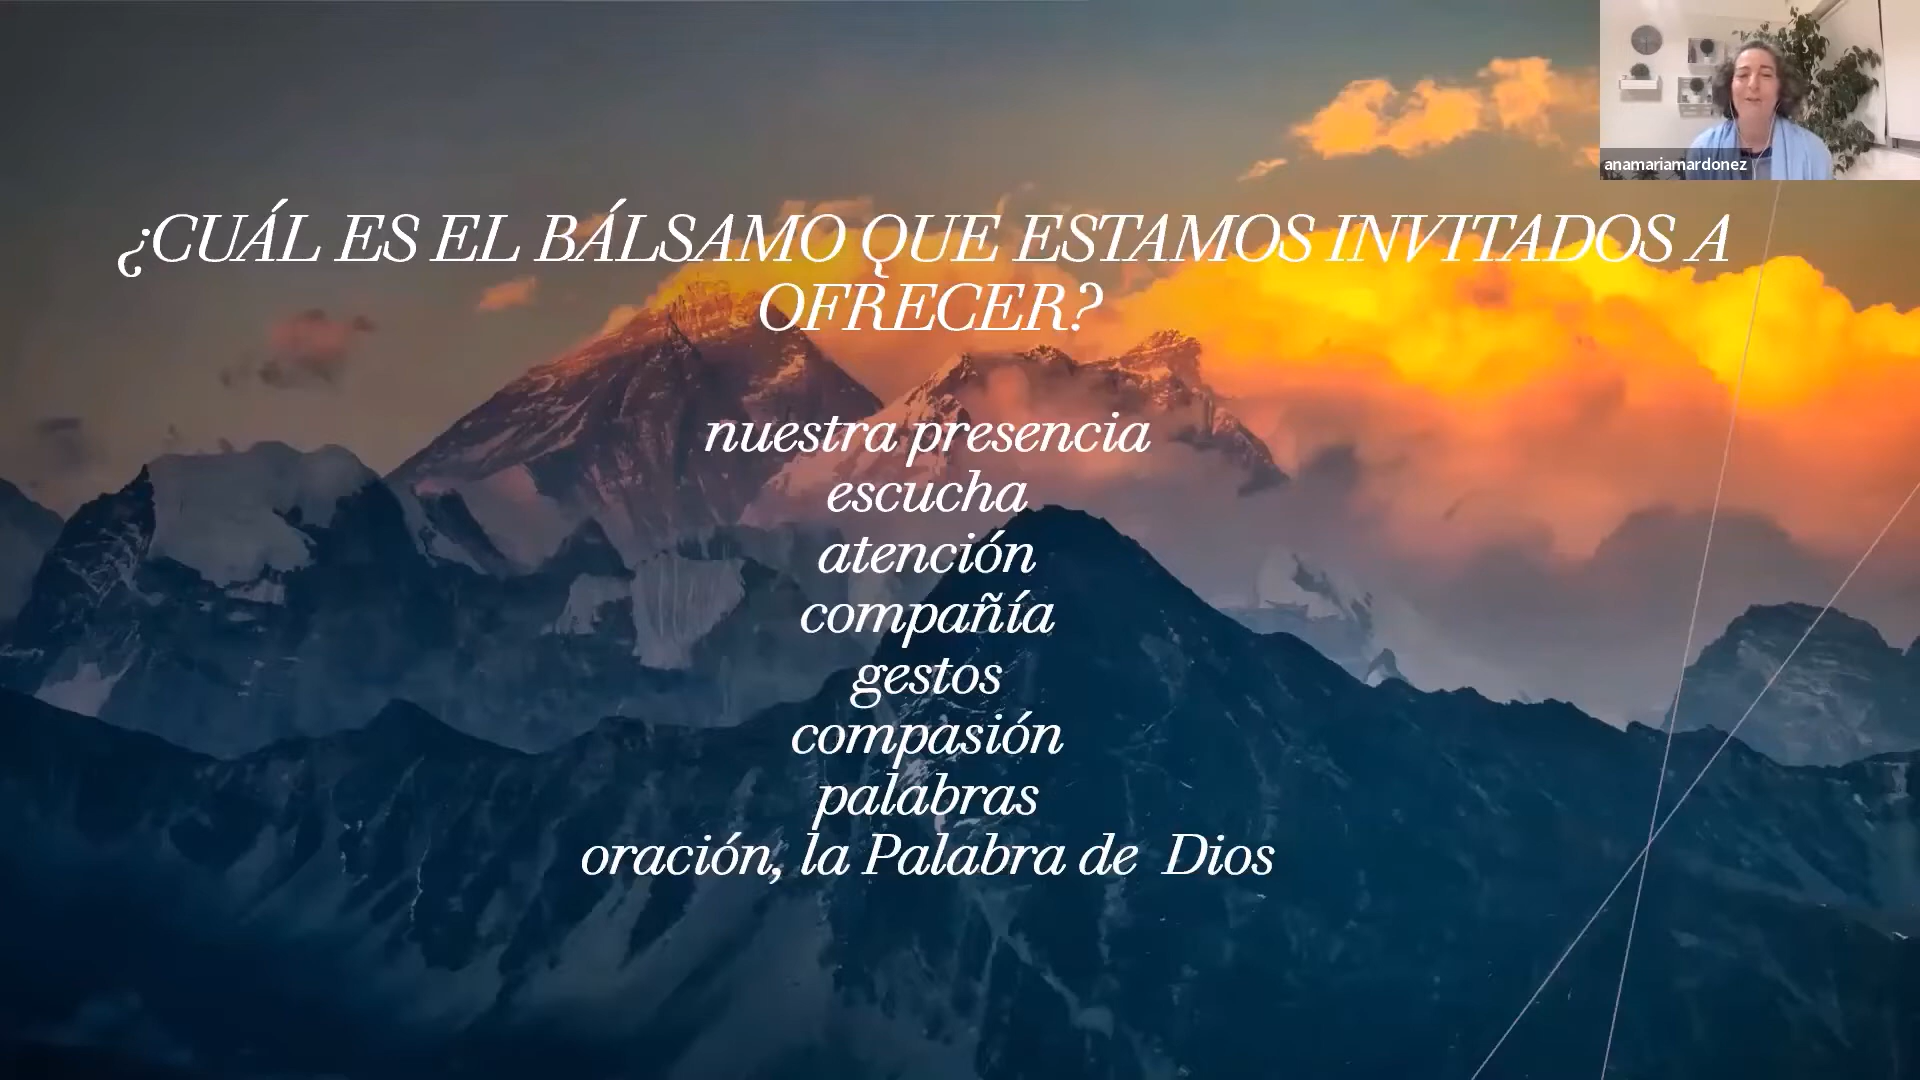 anamariamardonez
¿CUÁL ES EL BÁLSAMO QUE ESTAMOS INVITADOS A
OFRECER?
nuestra presencia
escucha
atención
compañía
gestos
compasión
palabras
oración, la Palabra de Dios